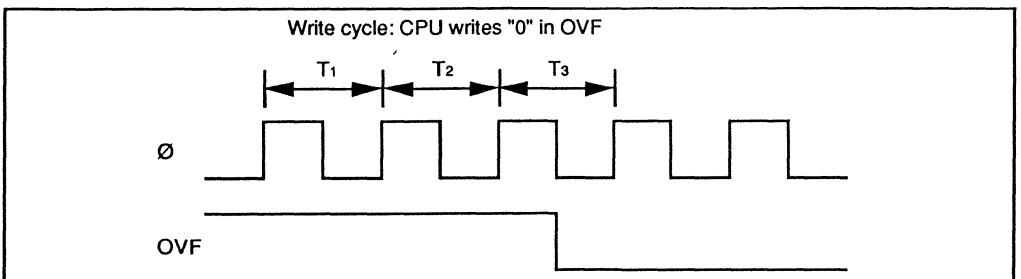 Write cycle: CPU writes "0" in OVF
T1 T2 T3
Ø
OVF